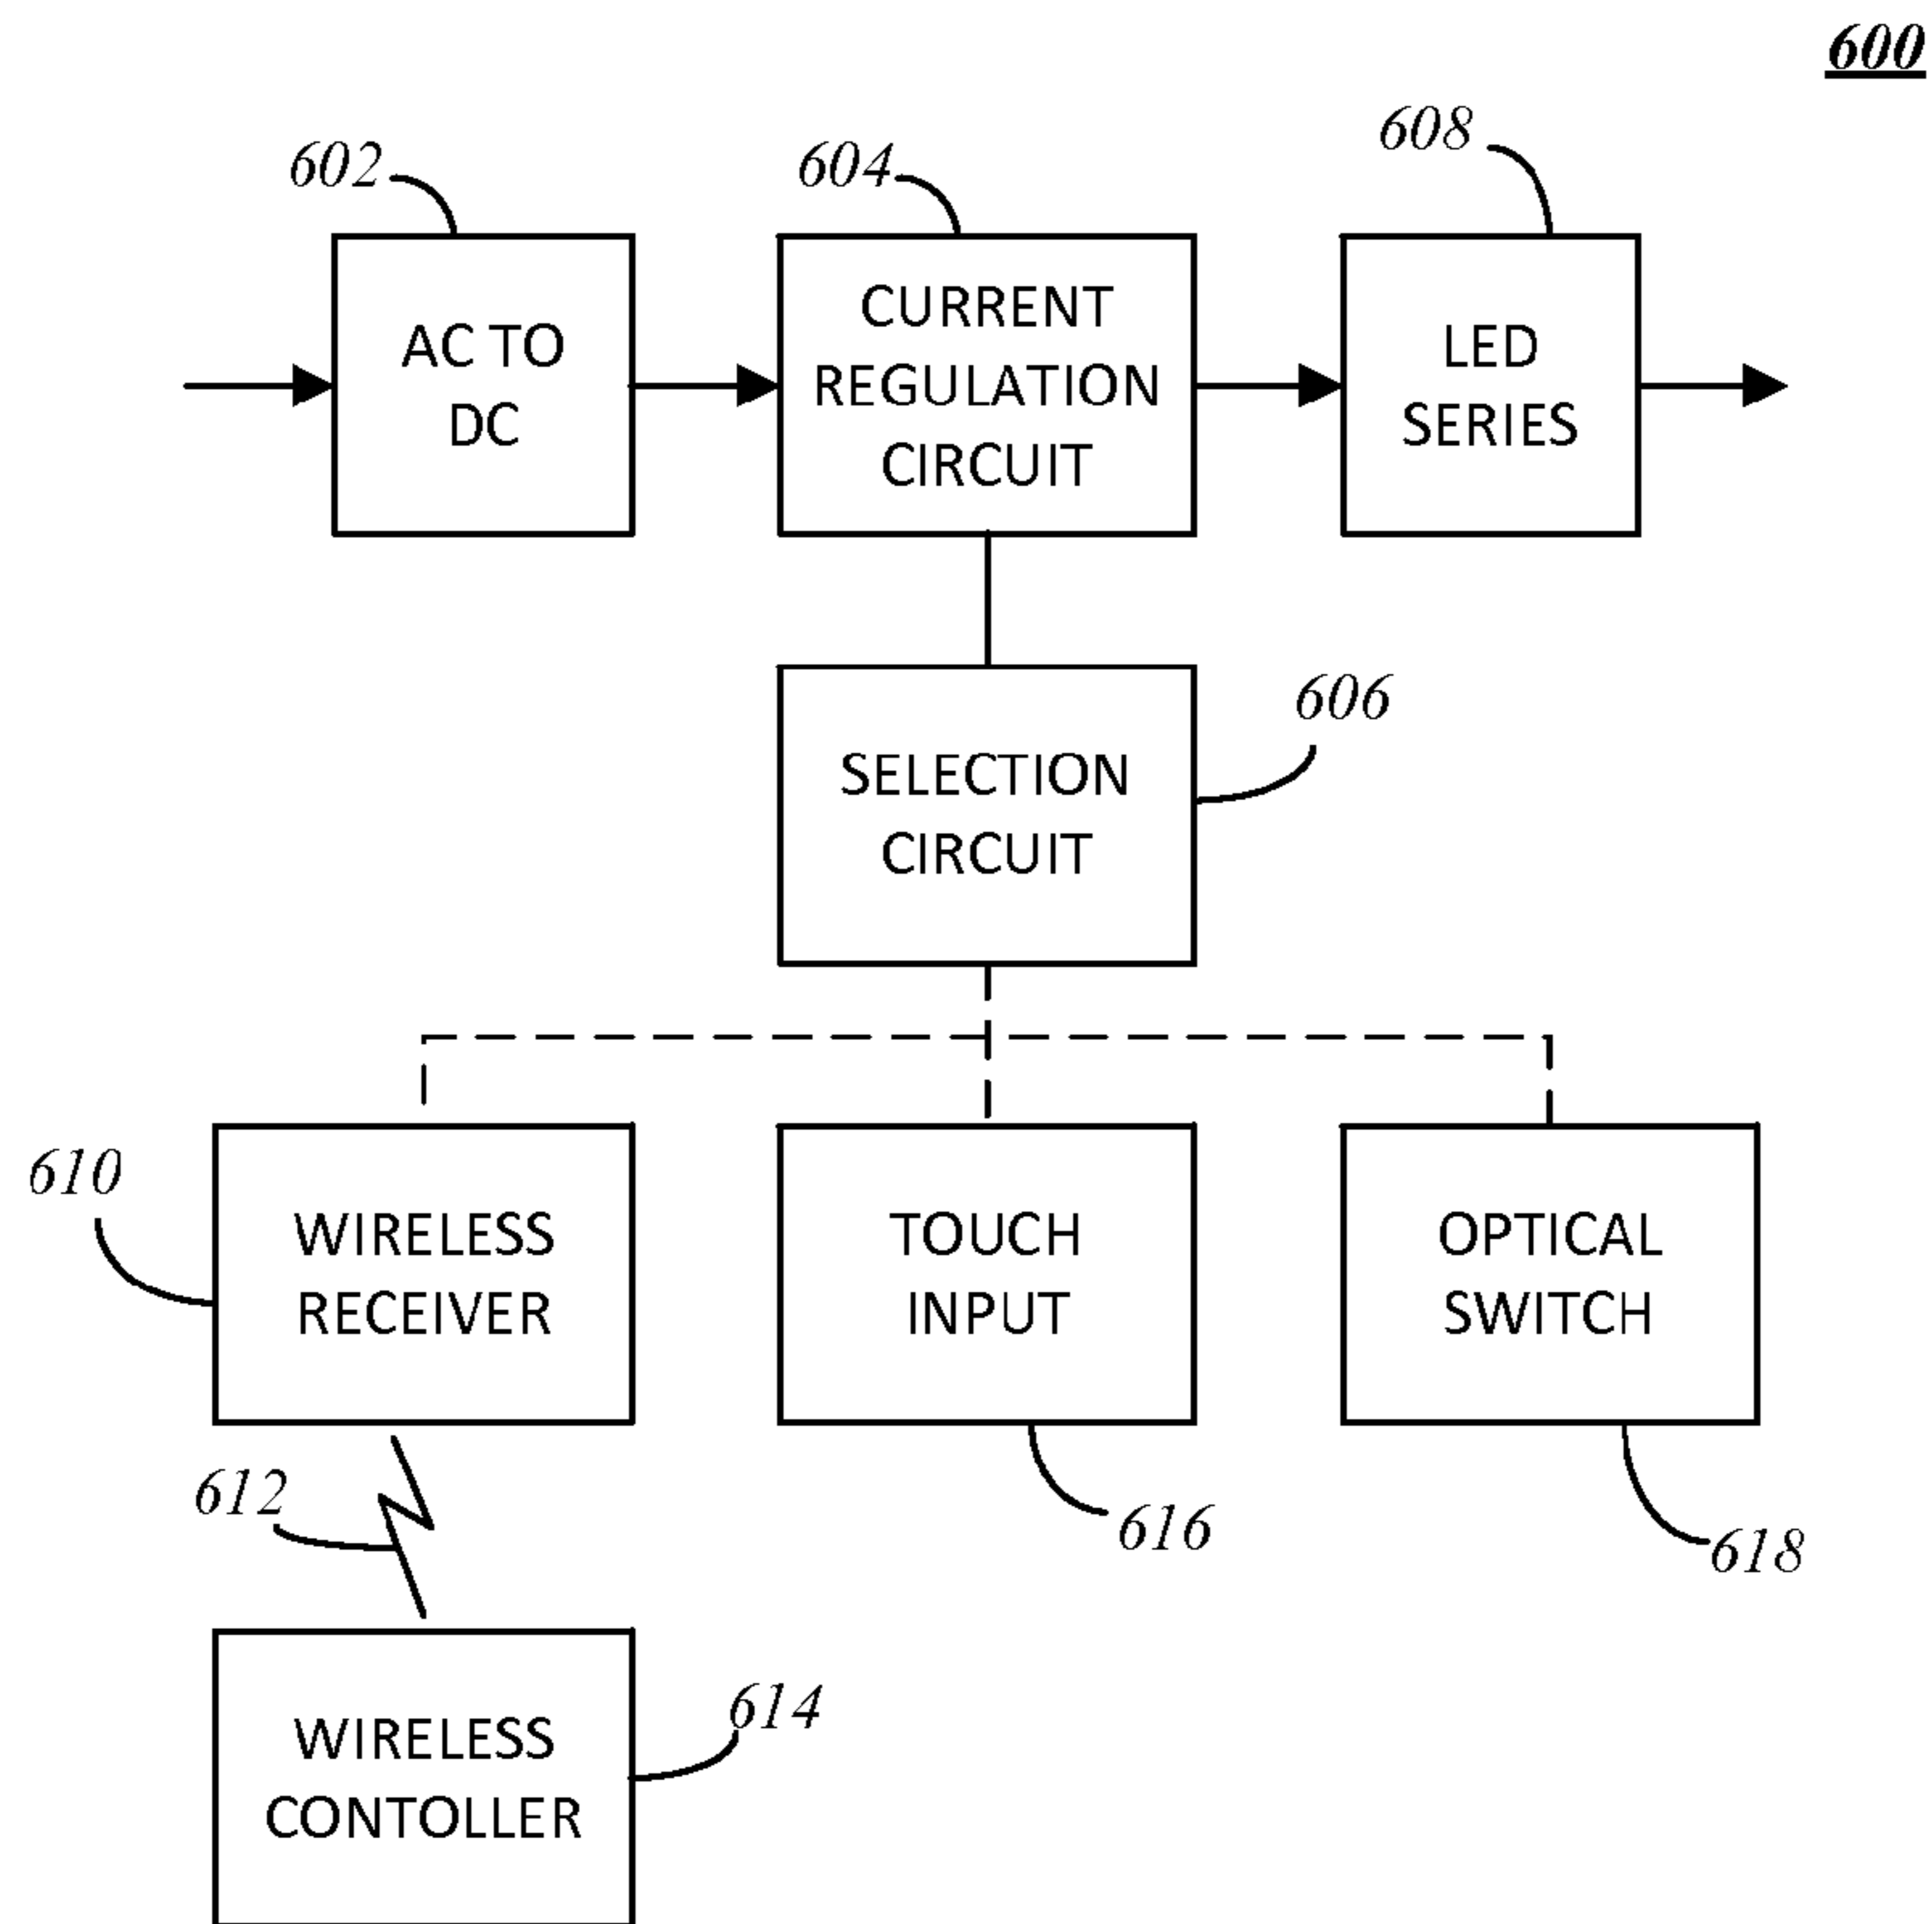 600
602
604
608
AC TO
DC
CURRENT
REGULATION
CIRCUIT
LED
SERIES
606
SELECTION
CIRCUIT
610
WIRELESS
RECEIVER
TOUCH
INPUT
OPTICAL
SWITCH
612
616
618
614
WIRELESS
CONTOLLER